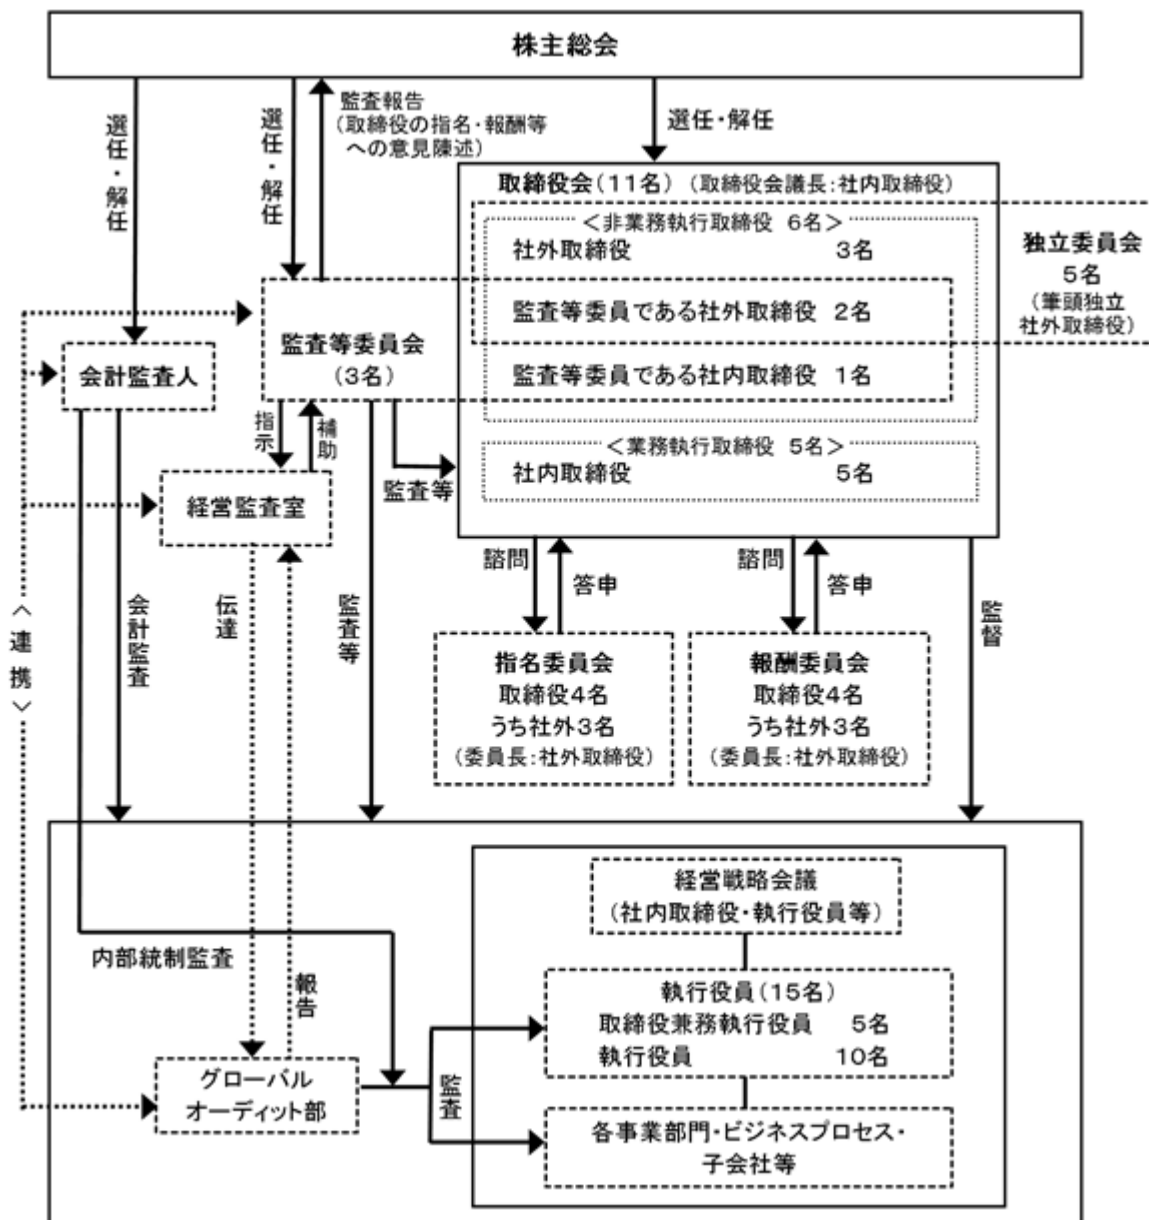 株主総会
選任・解任
選任・解任
監査報告
(取締役の指名・報酬等
への意見陳述)
選任・解任
取締役会(11名) (取締役会議長:社内取締役)
<非業務執行取締役 6名>
社外取締役 3名
独立委員会
5名
(筆頭独立
社外取締役)
監査等委員である社外取締役 2名
監査等委員会
(3名)
監査等委員である社内取締役 1名
会計監査人
指示
補助
<業務執行取締役 5名>
社内取締役 5名
監査等
経営監査室
諮問
答申
諮問
答申
<連携>
会計監査
伝達
監査等
監督
指名委員会
取締役4名
うち社外3名
(委員長:社外取締役)
報酬委員会
取締役4名
うち社外3名
(委員長:社外取締役)
経営戦略会議
(社内取締役・執行役員等)
内部統制監査
報告
執行役員(15名)
取締役兼務執行役員 5名
執行役員 10名
グローバル
オーディット部
監査
各事業部門・ビジネスプロセス・
子会社等